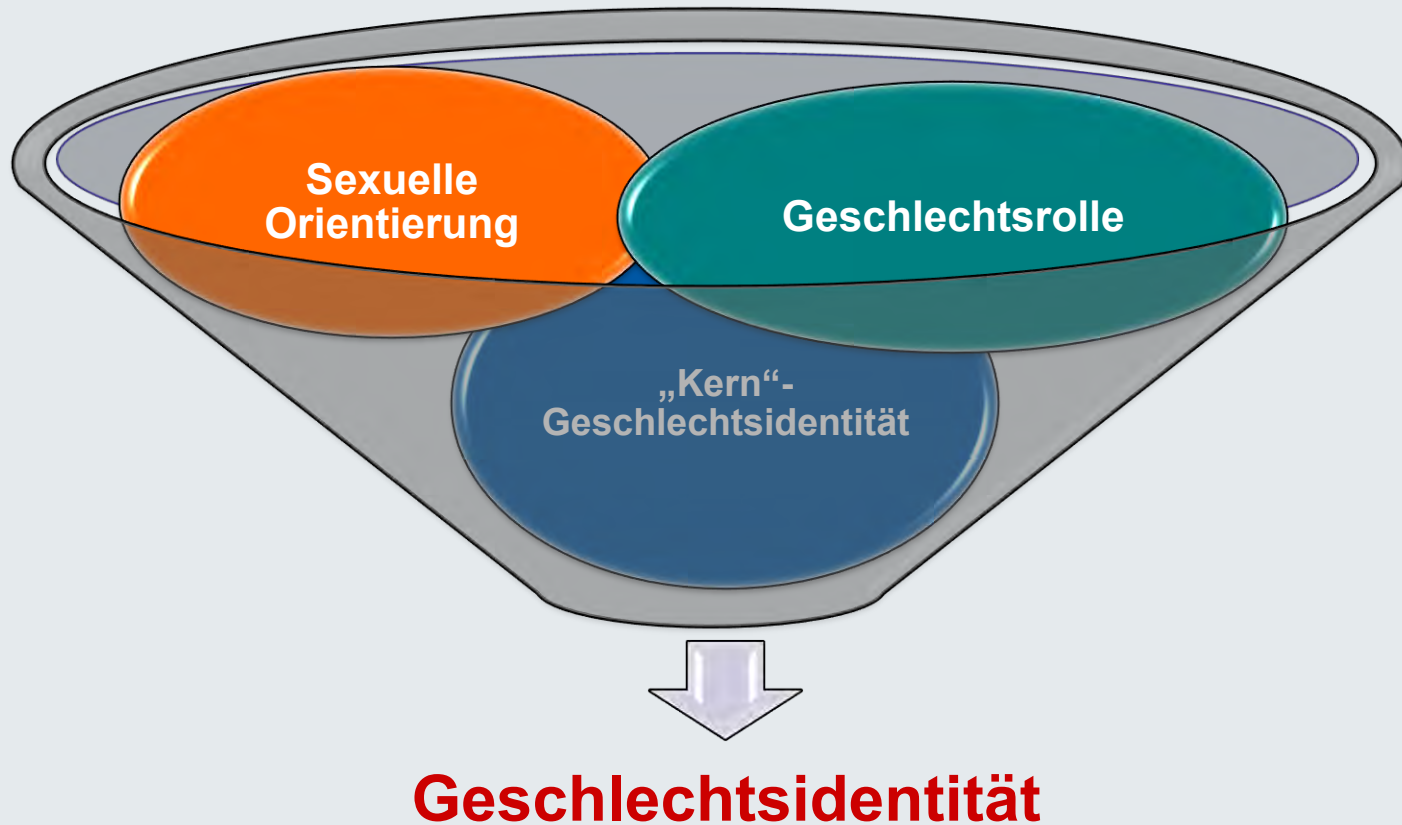 Sexuelle
Orientierung
Geschlechtsrolle
„Kern“-
Geschlechtsidentität
Geschlechtsidentität